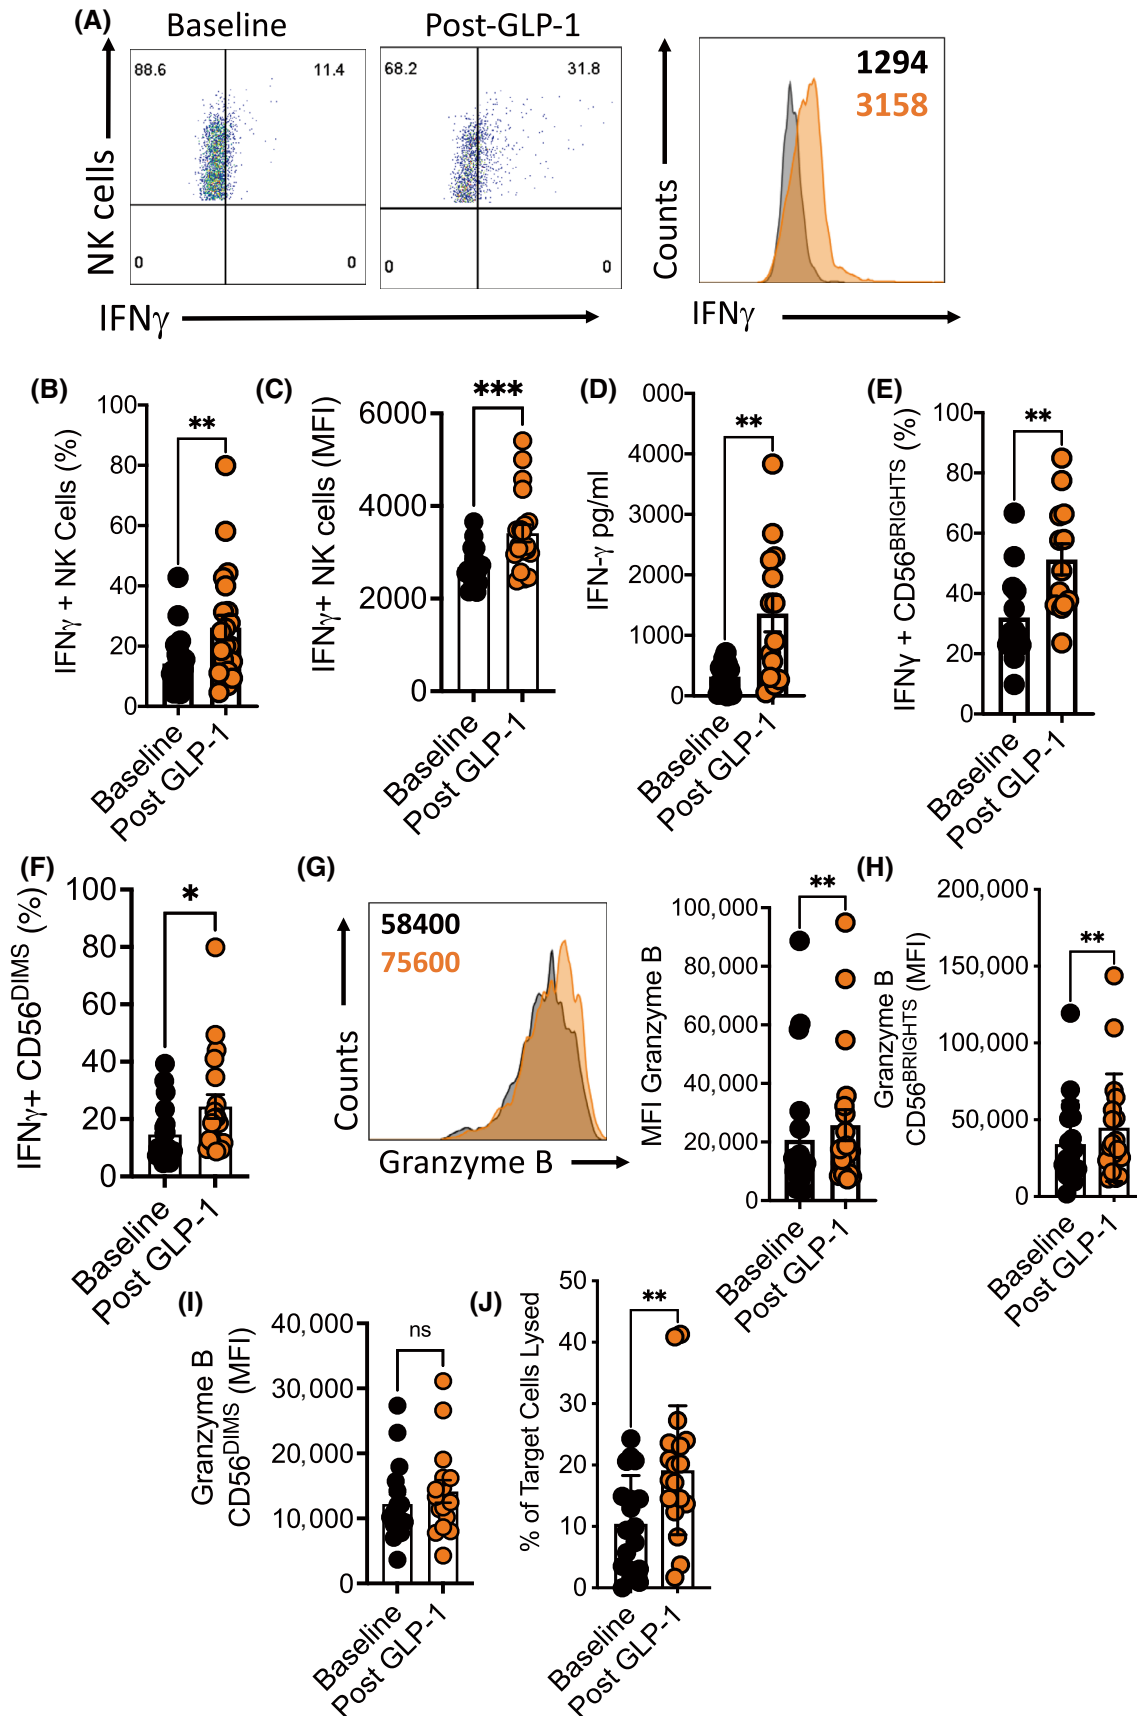 (A)
Baseline
Post-GLP-1
88.6
11.4
68.2
31.8
0
0
0
0
NK cells
IFNγ
1294
3158
Counts
IFNγ
(B)
IFNγ + NK Cells (%)
100
80
60
40
20
0
**
Baseline
Post GLP-1
(C)
IFNγ+ NK cells (MFI)
6000
4000
2000
0
***
Baseline
Post GLP-1
(D)
IFN-γ pg/ml
000
4000
3000
2000
1000
0
**
Baseline
Post GLP-1
(E)
IFNγ + CD56BRIGHTS (%)
100
80
60
40
20
0
**
Baseline
Post GLP-1
(F)
IFNγ+ CD56DIMS (%)
100
80
60
40
20
0
*
Baseline
Post GLP-1
(G)
58400
75600
Counts
Granzyme B
MFI Granzyme B
100,000
80,000
60,000
40,000
20,000
0
**
Baseline
Post GLP-1
(H)
Granzyme B
CD56BRIGHTS (MFI)
200,000
150,000
100,000
50,000
0
**
Baseline
Post GLP-1
(I)
Granzyme B
CD56DIMS (MFI)
40,000
30,000
20,000
10,000
0
ns
Baseline
Post GLP-1
(J)
% of Target Cells Lysed
50
40
30
20
10
0
**
Baseline
Post GLP-1